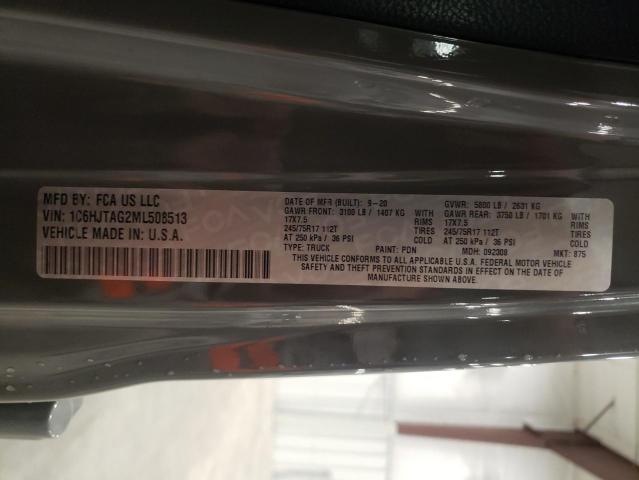 MFD BY: FCA US LLC
VIN: 1C6HJTAG2ML508513
VEHICLE MADE IN: U.S.A.
DATE OF MFR (BUILT): 9-20
GAWR FRONT: 3100 LB / 1407 KG
17X7.5
245/75R17 112T
AT 250 kPa / 36 PSI
TYPE: TRUCK
WITH
RIMS
TIRES
COLD
PAINT: PDN
GVWR: 5800 LB / 2631 KG
GAWR REAR: 3750 LB / 1701 KG
17X7.5
245/75R17 112T
AT 250 kPa / 36 PSI
MDH: 092308
WITH
RIMS
TIRES
COLD
MKT: 875
THIS VEHICLE CONFORMS TO ALL APPLICABLE U.S.A. FEDERAL MOTOR VEHICLE
SAFETY AND THEFT PREVENTION STANDARDS IN EFFECT ON THE DATE OF
MANUFACTURE SHOWN ABOVE.